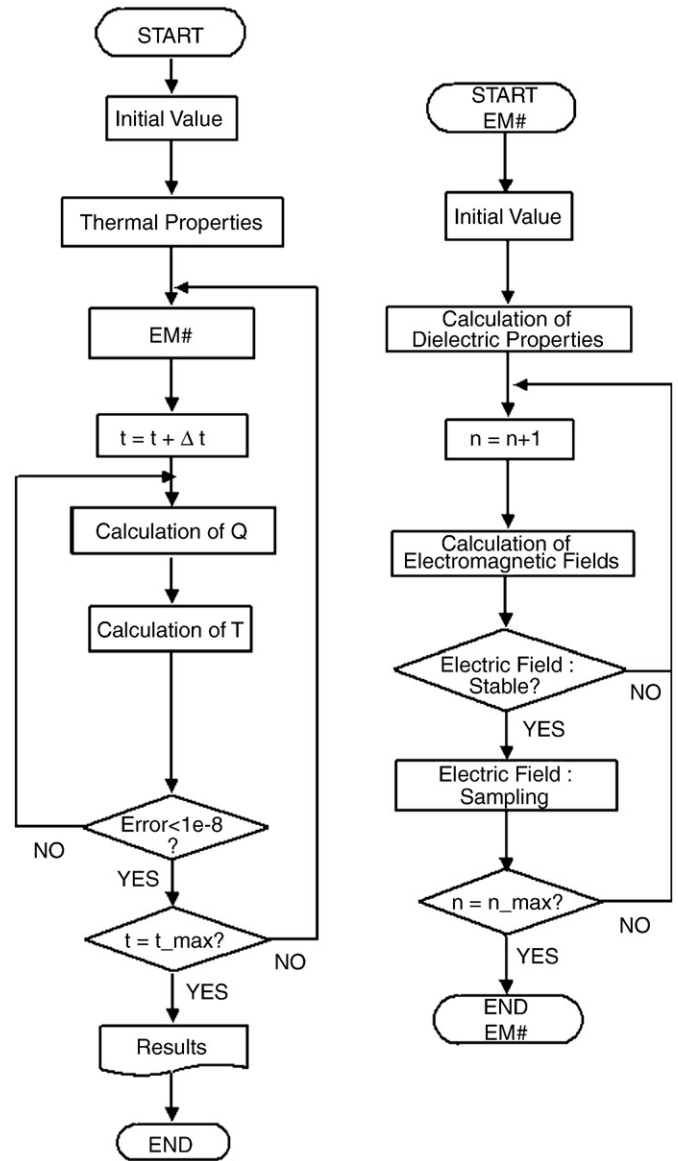 START
Initial Value
Thermal Properties
EM#
t = t + Δ t
Calculation of Q
Calculation of T
Error<1e-8
?
NO
YES
t = t_max?
NO
YES
Results
END
START
EM#
Initial Value
Calculation of
Dielectric Properties
n = n+1
Calculation of
Electromagnetic Fields
Electric Field :
Stable?
NO
YES
Electric Field :
Sampling
n = n_max?
NO
YES
END
EM#